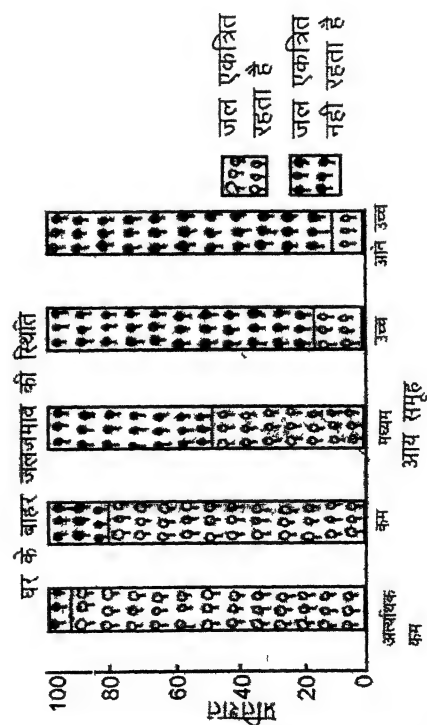 घर के बाहर जलजमाव की स्थिति
प्रतिशत
100
80
60
40
20
0
अत्यधिक कम
कम
मध्यम
उच्च
अति उच्च
आय समूह
जल एकत्रित
रहता है
जल एकत्रित
नही रहता है